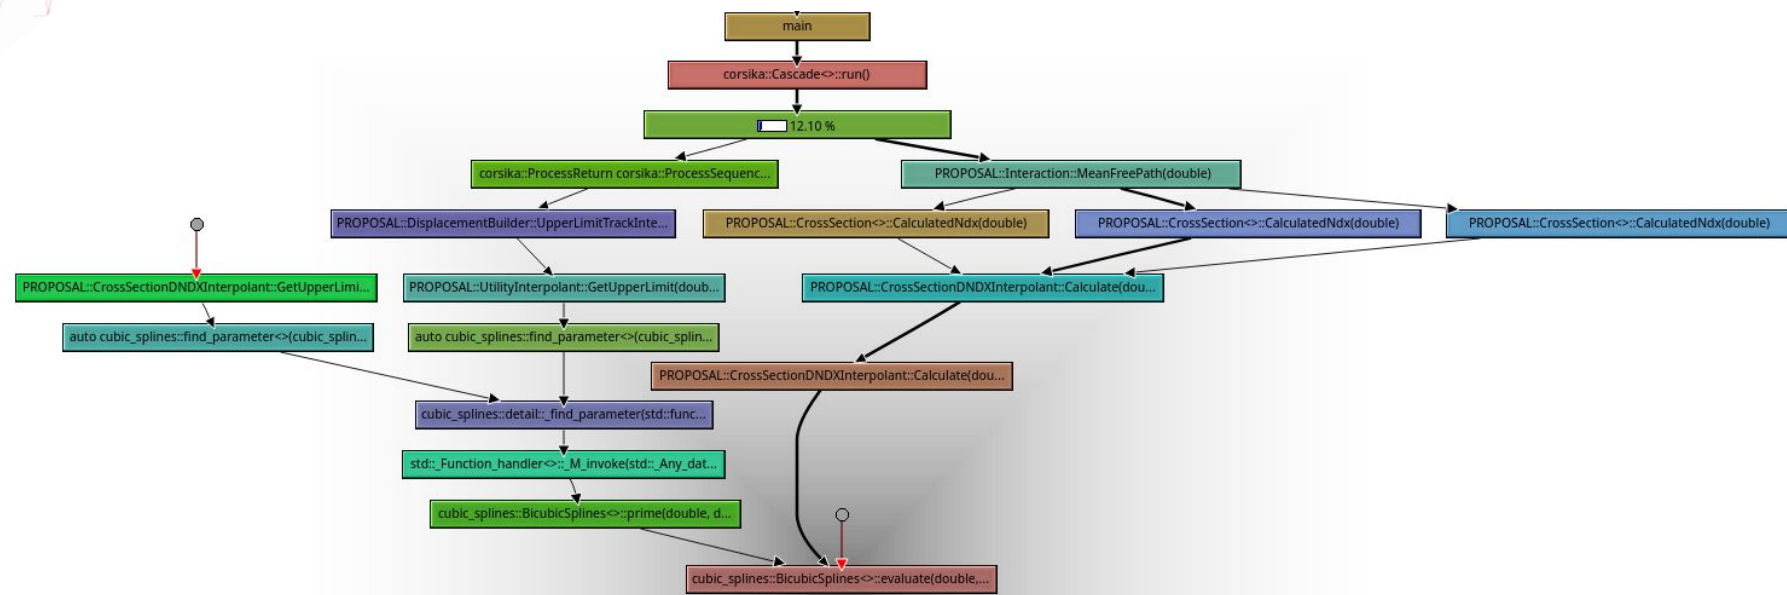 main
corsika::Cascade<>::run()
12.10 %
corsika::ProcessReturn corsika::ProcessSequenc...
PROPOSAL::Interaction::MeanFreePath(double)
PROPOSAL::DisplacementBuilder::UpperLimitTrackInte...
PROPOSAL::CrossSection<>::CalculatedNdx(double)
PROPOSAL::CrossSection<>::CalculatedNdx(double)
PROPOSAL::CrossSection<>::CalculatedNdx(double)
PROPOSAL::CrossSectionDNDXInterpolant::GetUpperLimi...
PROPOSAL::UtilityInterpolant::GetUpperLimit(doub...
PROPOSAL::CrossSectionDNDXInterpolant::Calculate(dou...
auto cubic_splines::find_parameter<>(cubic_splin...
auto cubic_splines::find_parameter<>(cubic_splin...
PROPOSAL::CrossSectionDNDXInterpolant::Calculate(dou...
cubic_splines::detail::_find_parameter(std::func...
std::_Function_handler<>::_M_invoke(std::_Any_dat...
cubic_splines::BicubicSplines<>::prime(double, d...
cubic_splines::BicubicSplines<>::evaluate(double,...